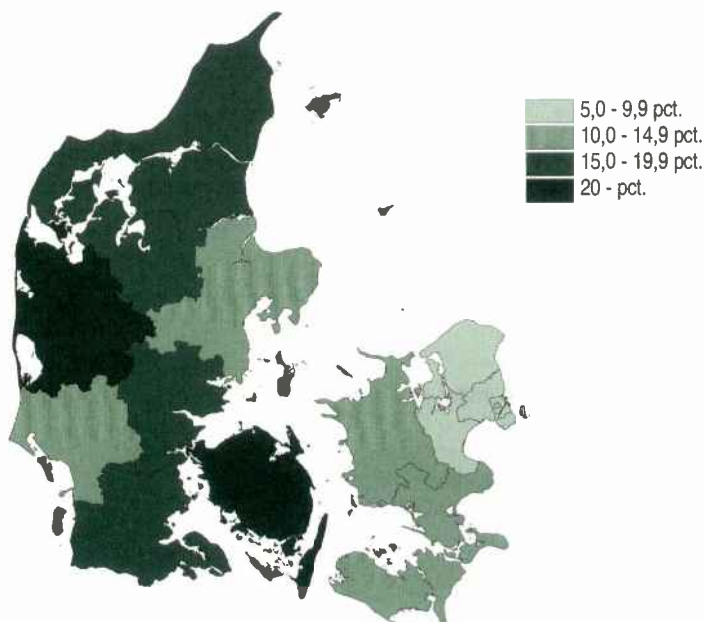 5,0 - 9,9 pct.
10,0 - 14,9 pct.
15,0 - 19,9 pct.
20 - pct.